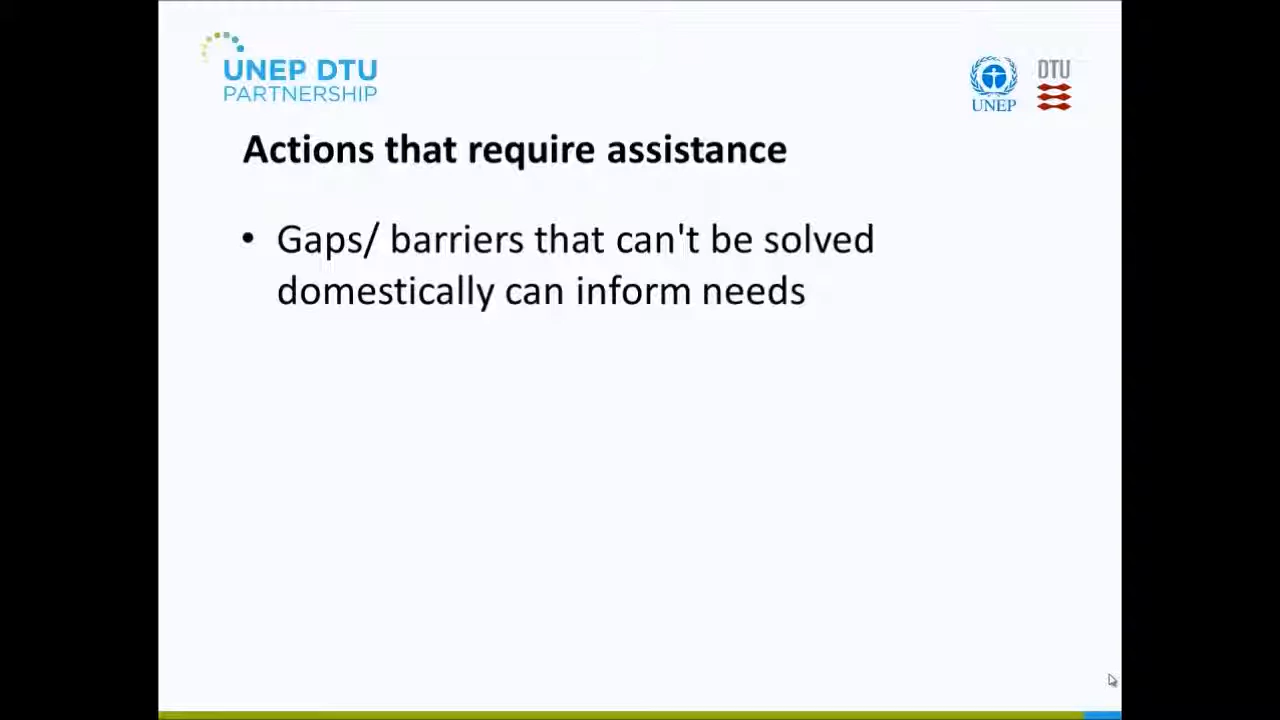 UNEP DTU
PARTNERSHIP
UNEP
DTU
Actions that require assistance
• Gaps/ barriers that can't be solved
domestically can inform needs